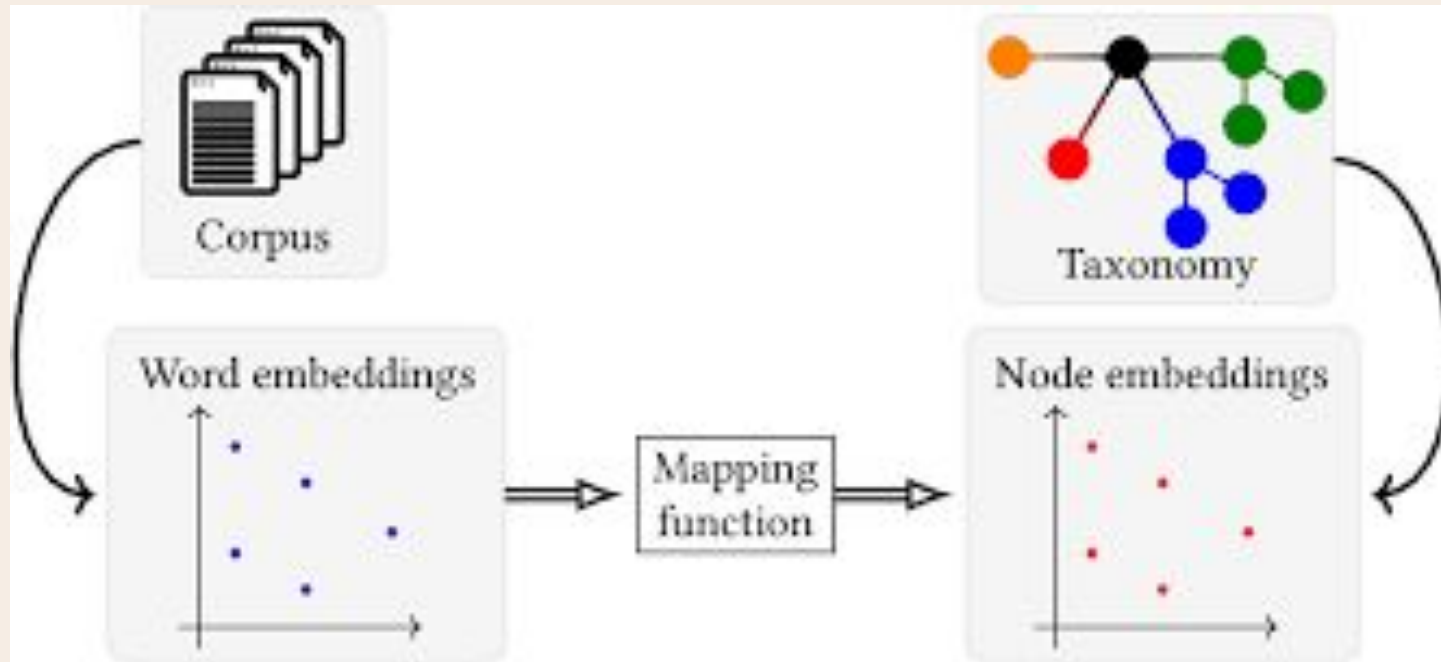 Corpus
Taxonomy
Word embeddings
Node embeddings
Mapping
function